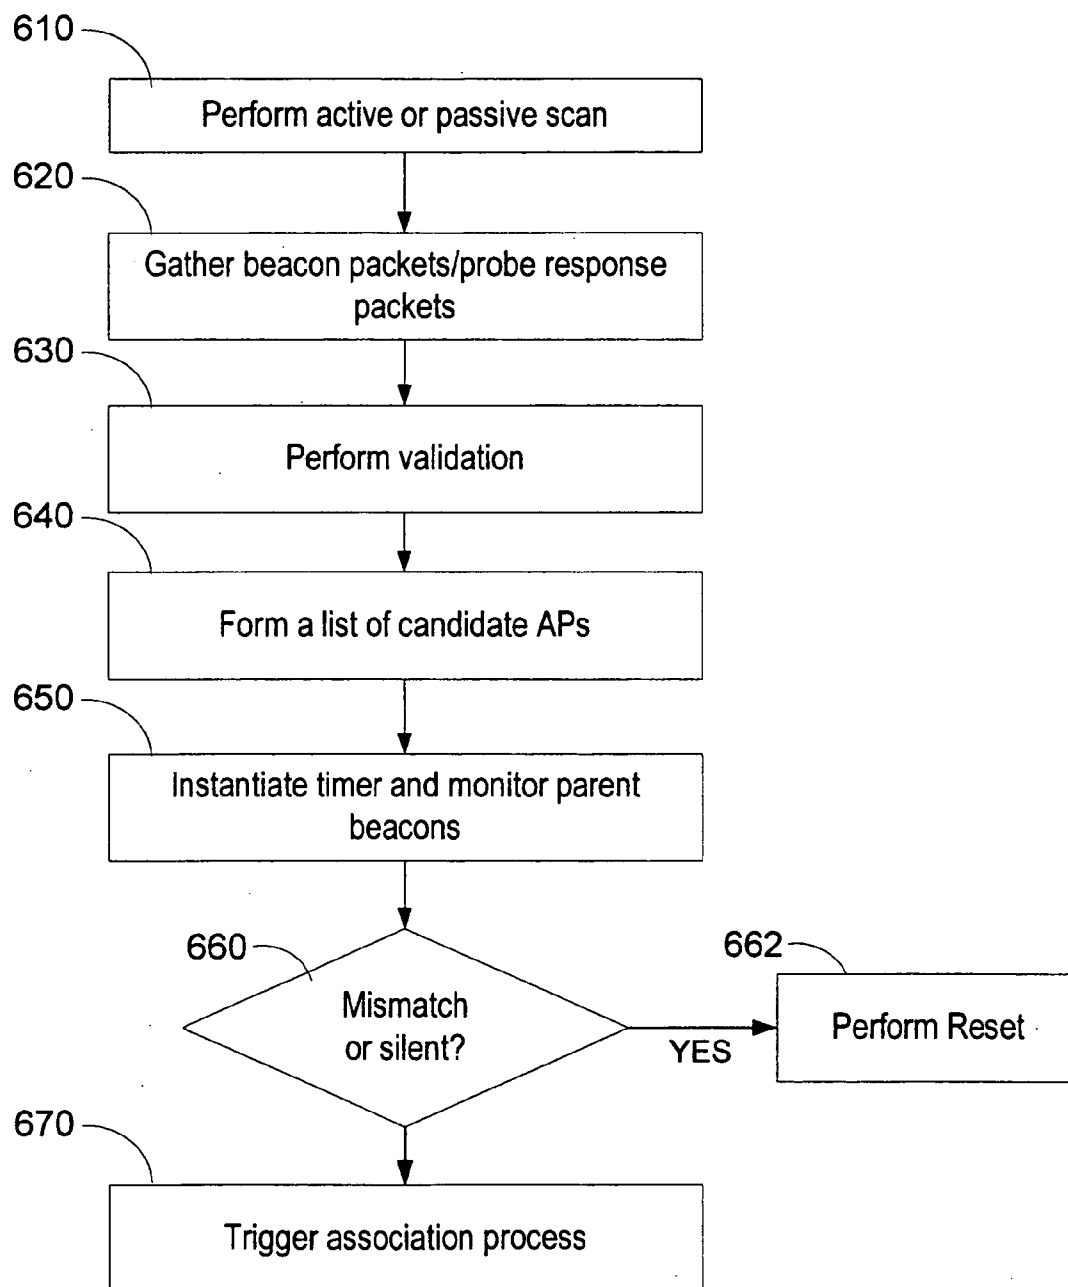 610
Perform active or passive scan
620
Gather beacon packets/probe response
packets
630
Perform validation
640
Form a list of candidate APs
650
Instantiate timer and monitor parent
beacons
660
Mismatch
or silent?
YES
662
Perform Reset
670
Trigger association process